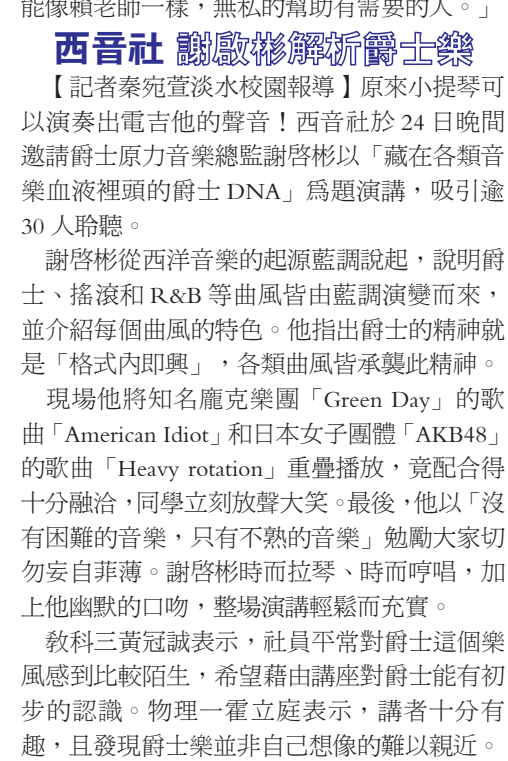 能像賴老師一樣，無私的幫助有需要的人。」
西音社 謝啟彬解析爵士樂
【記者秦宛萱淡水校園報導】原來小提琴可
以演奏出電吉他的聲音！西音社於 24 日晚間
邀請爵士原力音樂總監謝啓彬以「藏在各類音
樂血液裡頭的爵士 DNA」爲題演講，吸引逾
30 人聆聽。
謝啓彬從西洋音樂的起源藍調說起，說明爵
士、搖滾和 R&B 等曲風皆由藍調演變而來，
並介紹每個曲風的特色。他指出爵士的精神就
是「格式內即興」，各類曲風皆承襲此精神。
現場他將知名龐克樂團「Green Day」的歌
曲「American Idiot」和日本女子團體「AKB48」
的歌曲「Heavy rotation」重疊播放，竟配合得
十分融洽，同學立刻放聲大笑。最後，他以「沒
有困難的音樂，只有不熟的音樂」勉勵大家切
勿妄自菲薄。謝啓彬時而拉琴、時而哼唱，加
上他幽默的口吻，整場演講輕鬆而充實。
教科三黃冠誠表示，社員平常對爵士這個樂
風感到比較陌生，希望藉由講座對爵士能有初
步的認識。物理一霍立庭表示，講者十分有
趣，且發現爵士樂並非自己想像的難以親近。